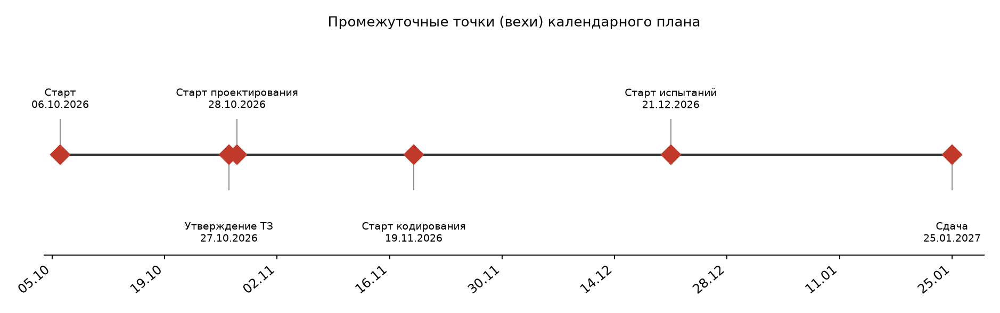 Промежуточные точки (вехи) календарного плана
Старт
06.10.2026
Старт проектирования
28.10.2026
Старт испытаний
21.12.2026
Утверждение ТЗ
27.10.2026
Старт кодирования
19.11.2026
Сдача
25.01.2027
05.10
19.10
02.11
16.11
30.11
14.12
28.12
11.01
25.01